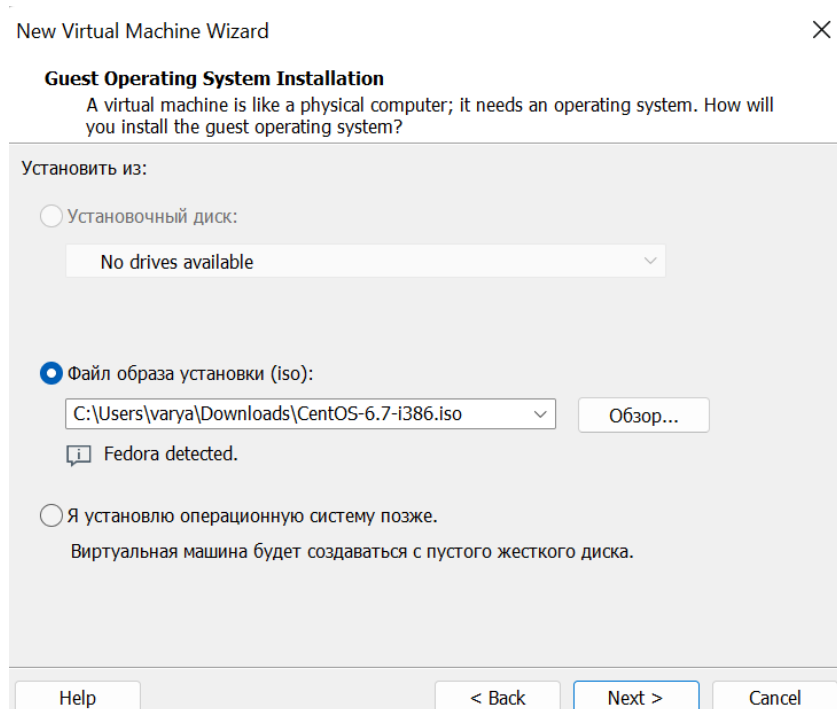 New Virtual Machine Wizard
Guest Operating System Installation
A virtual machine is like a physical computer; it needs an operating system. How will
you install the guest operating system?
Установить из:
Установочный диск:
No drives available
Файл образа установки (iso):
C:\Users\varya\Downloads\CentOS-6.7-i386.iso
Обзор...
Fedora detected.
Я установлю операционную систему позже.
Виртуальная машина будет создаваться с пустого жесткого диска.
Help < Back Next > Cancel